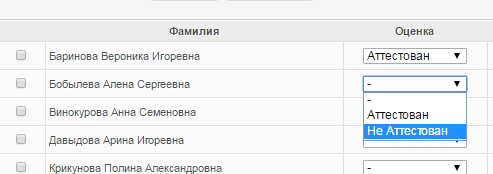 Фамилия Оценка
Баринова Вероника Игоревна Аттестован
Бобылева Алена Сергеевна -
-
Винокурова Анна Семеновна Аттестован
Не Аттестован
Давыдова Арина Игоревна
Крикунова Полина Александровна -